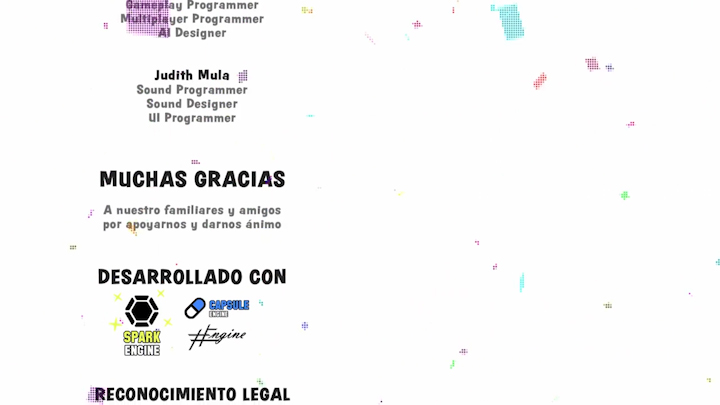 Gameplay Programmer
Multiplayer Programmer
AI Designer
Judith Mula
Sound Programmer
Sound Designer
UI Programmer
MUCHAS GRACIAS
A nuestro familiares y amigos
por apoyarnos y darnos ánimo
DESARROLLADO CON
SPARK
ENGINE
CAPSULE
ENGINE
#Engine
RECONOCIMIENTO LEGAL